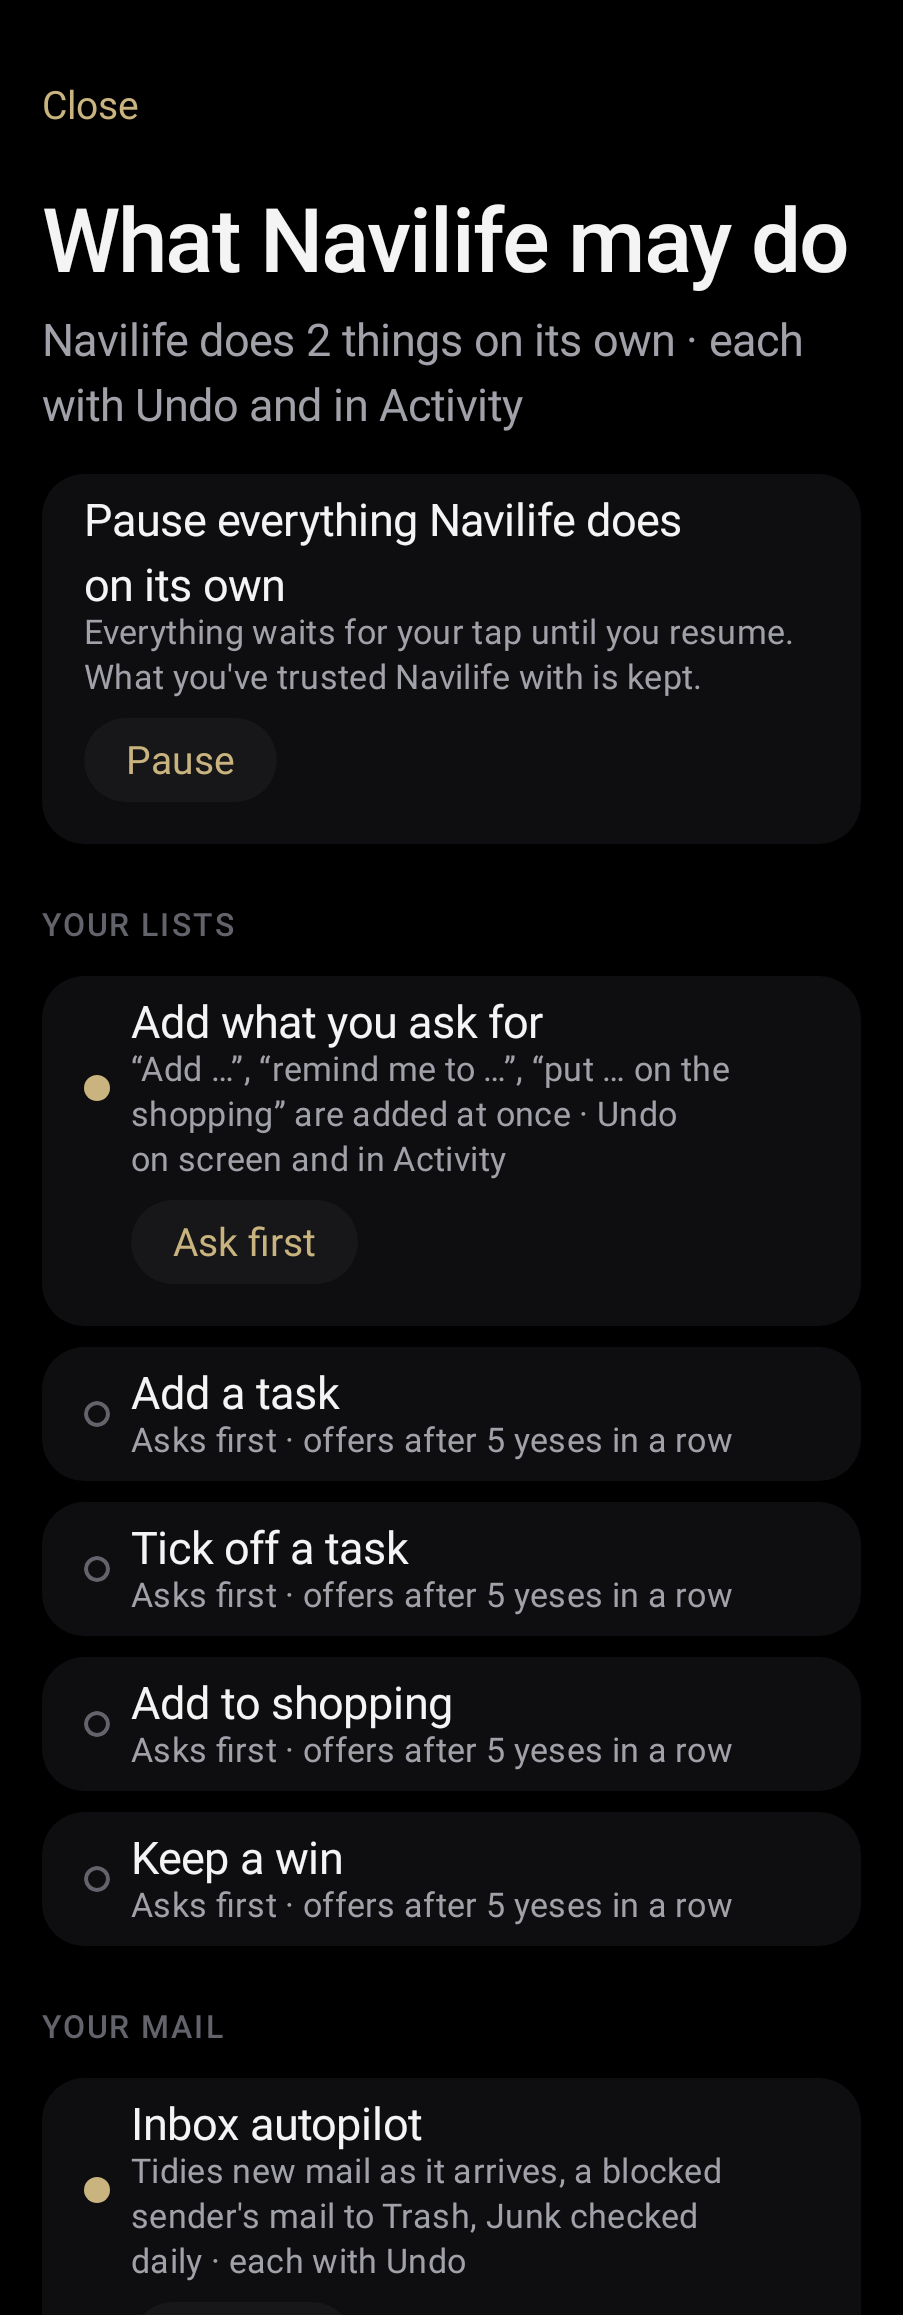 Close
What Navilife may do
Navilife does 2 things on its own · each
with Undo and in Activity
Pause everything Navilife does
on its own
Everything waits for your tap until you resume.
What you've trusted Navilife with is kept.
Pause
YOUR LISTS
Add what you ask for
“Add …”, “remind me to …”, “put … on the
shopping” are added at once · Undo
on screen and in Activity
Ask first
Add a task
Asks first · offers after 5 yeses in a row
Tick off a task
Asks first · offers after 5 yeses in a row
Add to shopping
Asks first · offers after 5 yeses in a row
Keep a win
Asks first · offers after 5 yeses in a row
YOUR MAIL
Inbox autopilot
Tidies new mail as it arrives, a blocked
sender's mail to Trash, Junk checked
daily · each with Undo